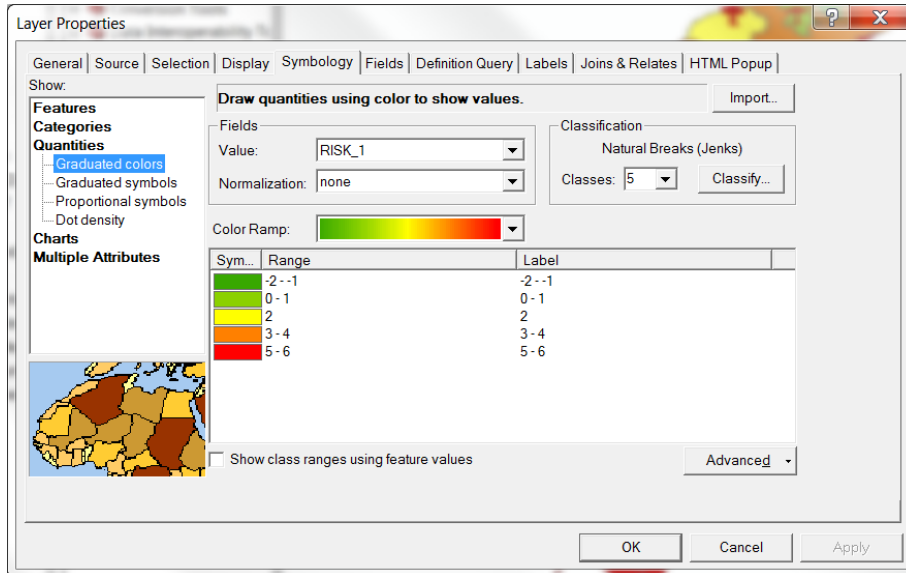 Layer Properties
? X
General Source Selection Display Symbology Fields Definition Query Labels Joins & Relates HTML Popup
Show:
Features
Categories
Quantities
Graduated colors
Graduated symbols
Proportional symbols
Dot density
Charts
Multiple Attributes
Draw quantities using color to show values.
Import...
Fields
Value: RISK_1
Normalization: none
Classification
Natural Breaks (Jenks)
Classes: 5 Classify...
Color Ramp:
Sym... Range Label
-2 - -1 -2 - -1
0 - 1 0 - 1
2 2
3 - 4 3 - 4
5 - 6 5 - 6
Show class ranges using feature values
Advanced
OK Cancel Apply